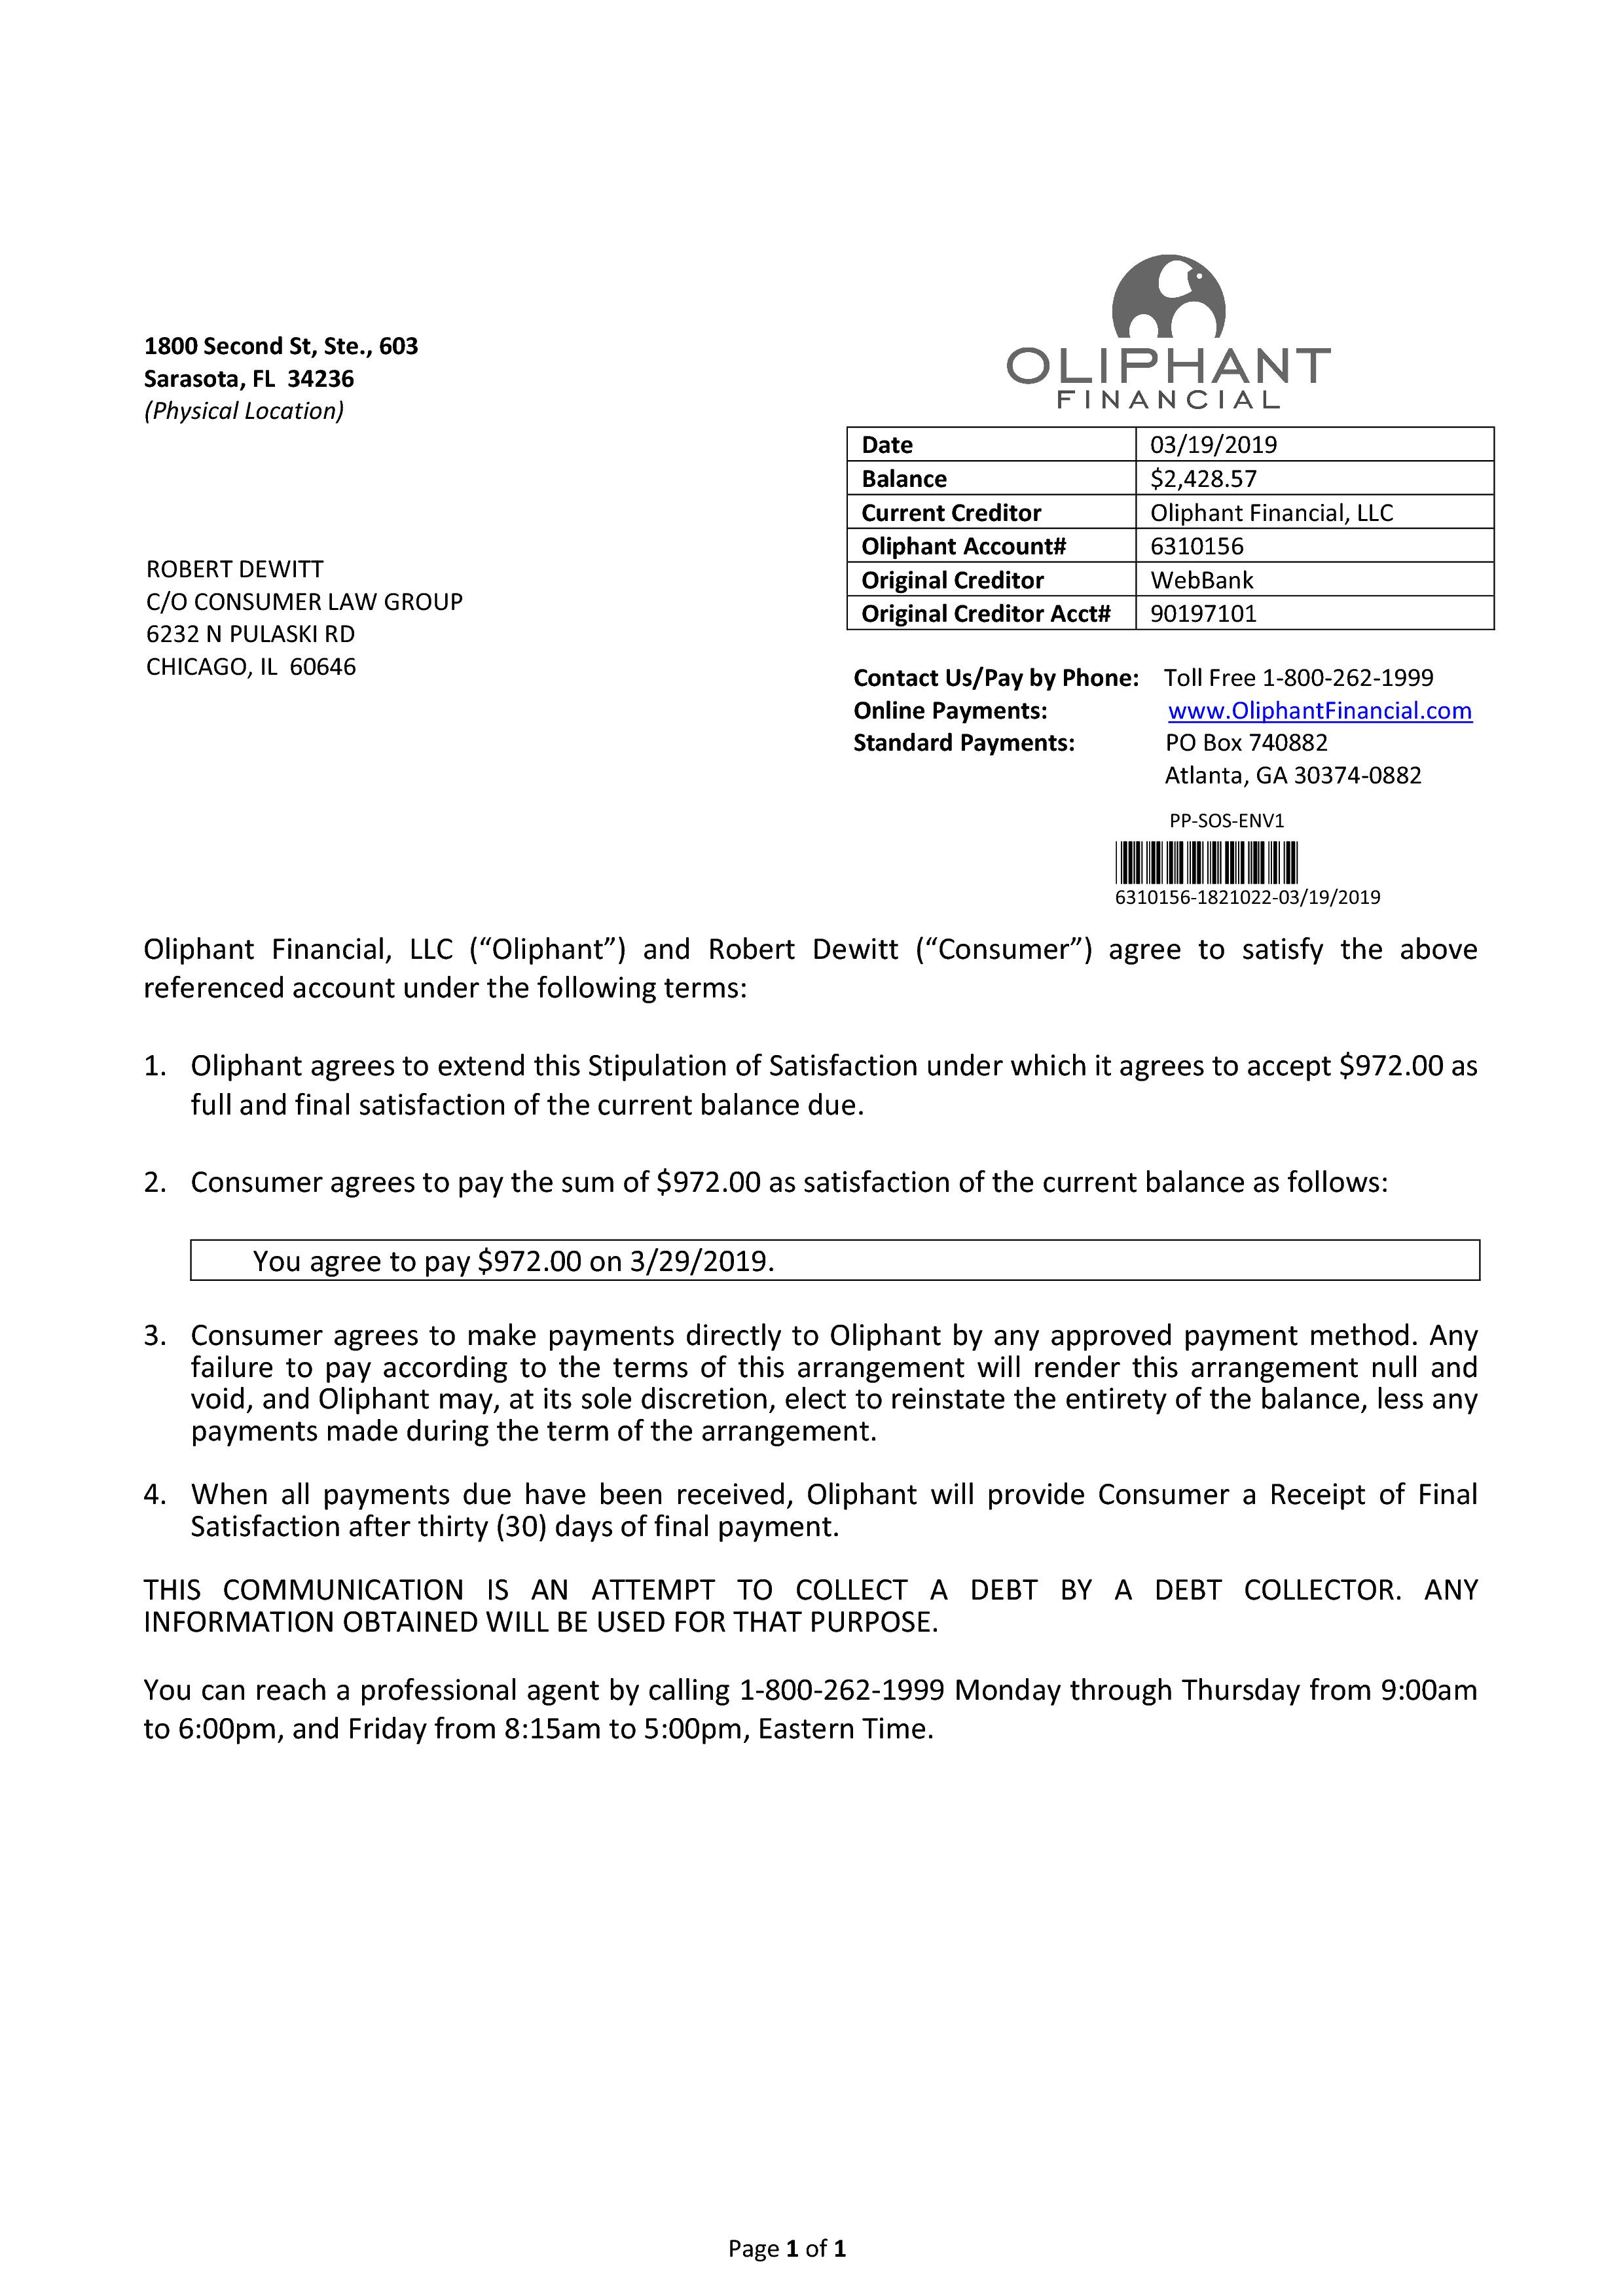 1800 Second St, Ste., 603
Sarasota, FL 34236
(Physical Location)
OLIPHANT
FINANCIAL
Date 03/19/2019
Balance $2,428.57
Current Creditor Oliphant Financial, LLC
Oliphant Account# 6310156
Original Creditor WebBank
Original Creditor Acct# 90197101
ROBERT DEWITT
C/O CONSUMER LAW GROUP
6232 N PULASKI RD
CHICAGO, IL 60646
Contact Us/Pay by Phone: Toll Free 1-800-262-1999
Online Payments: www.OliphantFinancial.com
Standard Payments: PO Box 740882
Atlanta, GA 30374-0882
PP-SOS-ENV1
6310156-1821022-03/19/2019
Oliphant Financial, LLC (“Oliphant”) and Robert Dewitt (“Consumer”) agree to satisfy the above
referenced account under the following terms:
1. Oliphant agrees to extend this Stipulation of Satisfaction under which it agrees to accept $972.00 as
full and final satisfaction of the current balance due.
2. Consumer agrees to pay the sum of $972.00 as satisfaction of the current balance as follows:
You agree to pay $972.00 on 3/29/2019.
3. Consumer agrees to make payments directly to Oliphant by any approved payment method. Any
failure to pay according to the terms of this arrangement will render this arrangement null and
void, and Oliphant may, at its sole discretion, elect to reinstate the entirety of the balance, less any
payments made during the term of the arrangement.
4. When all payments due have been received, Oliphant will provide Consumer a Receipt of Final
Satisfaction after thirty (30) days of final payment.
THIS COMMUNICATION IS AN ATTEMPT TO COLLECT A DEBT BY A DEBT COLLECTOR. ANY
INFORMATION OBTAINED WILL BE USED FOR THAT PURPOSE.
You can reach a professional agent by calling 1-800-262-1999 Monday through Thursday from 9:00am
to 6:00pm, and Friday from 8:15am to 5:00pm, Eastern Time.
Page 1 of 1